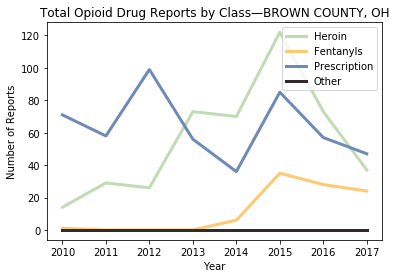 Total Opioid Drug Reports by Class—BROWN COUNTY, OH
Number of Reports
120
100
80
60
40
20
0
Heroin
Fentanyls
Prescription
Other
2010 2011 2012 2013 2014 2015 2016 2017
Year